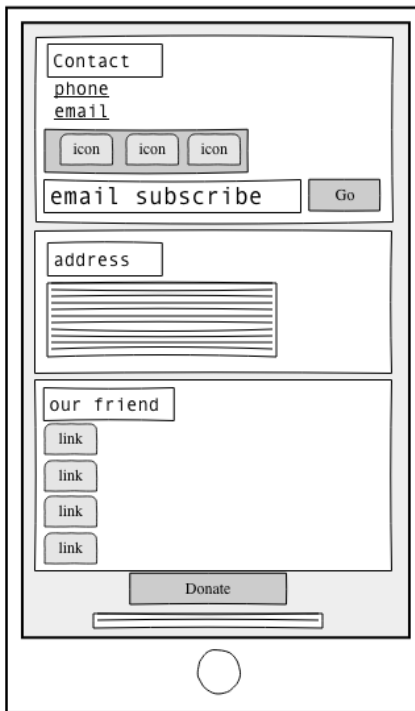 Contact
phone
email
icon icon icon
email subscribe Go
address
our friend
link
link
link
link
Donate